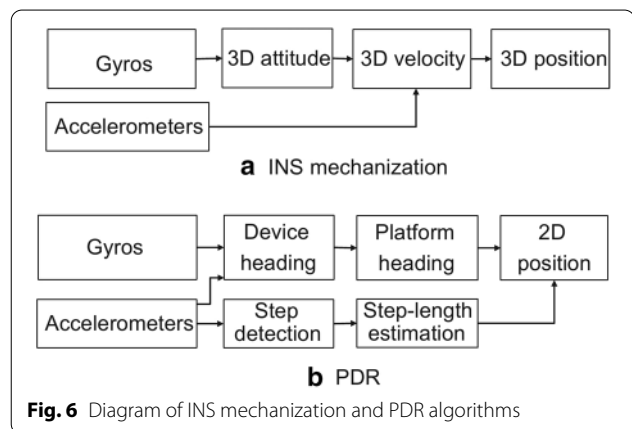 Gyros
3D attitude
3D velocity
3D position
Accelerometers
a INS mechanization
Gyros
Device
heading
Platform
heading
2D
position
Accelerometers
Step
detection
Step-length
estimation
b PDR
Fig. 6 Diagram of INS mechanization and PDR algorithms